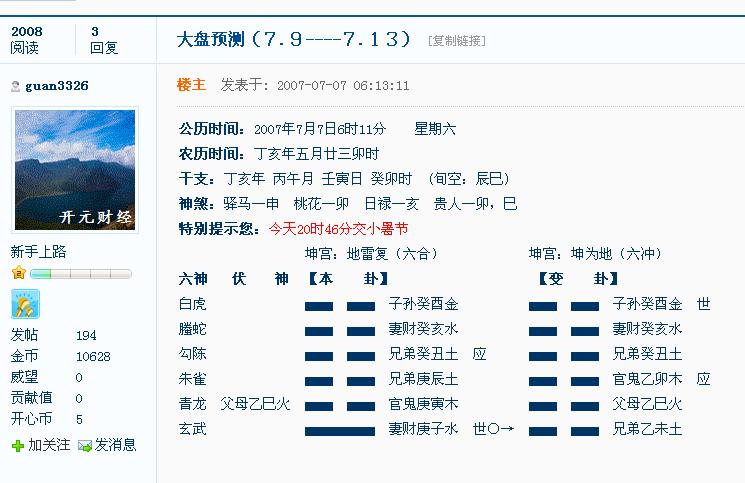 2008 3
阅读 回复
大盘预测(7.9----7.13) [复制链接]
guan3326
楼主 发表于: 2007-07-07 06:13:11
开元财经
新手上路
发帖 194
金币 10628
威望 0
贡献值 0
开心币 5
加关注 发消息
公历时间：2007年7月7日6时11分 星期六
农历时间：丁亥年五月廿三卯时
干支：丁亥年 丙午月 壬寅日 癸卯时 (旬空：辰巳)
神煞：驿马—申 桃花—卯 日禄—亥 贵人—卯，巳
特别提示您：今天20时46分交小暑节
坤宫：地雷复（六合） 坤宫：坤为地（六冲）
六神 伏 神 【本 卦】 【变 卦】
白虎 子孙癸酉金 子孙癸酉金 世
螣蛇 妻财癸亥水 妻财癸亥水
勾陈 兄弟癸丑土 应 兄弟癸丑土
朱雀 兄弟庚辰土 官鬼乙卯木 应
青龙 父母乙巳火 官鬼庚寅木 父母乙巳火
玄武 妻财庚子水 世○→ 兄弟乙未土